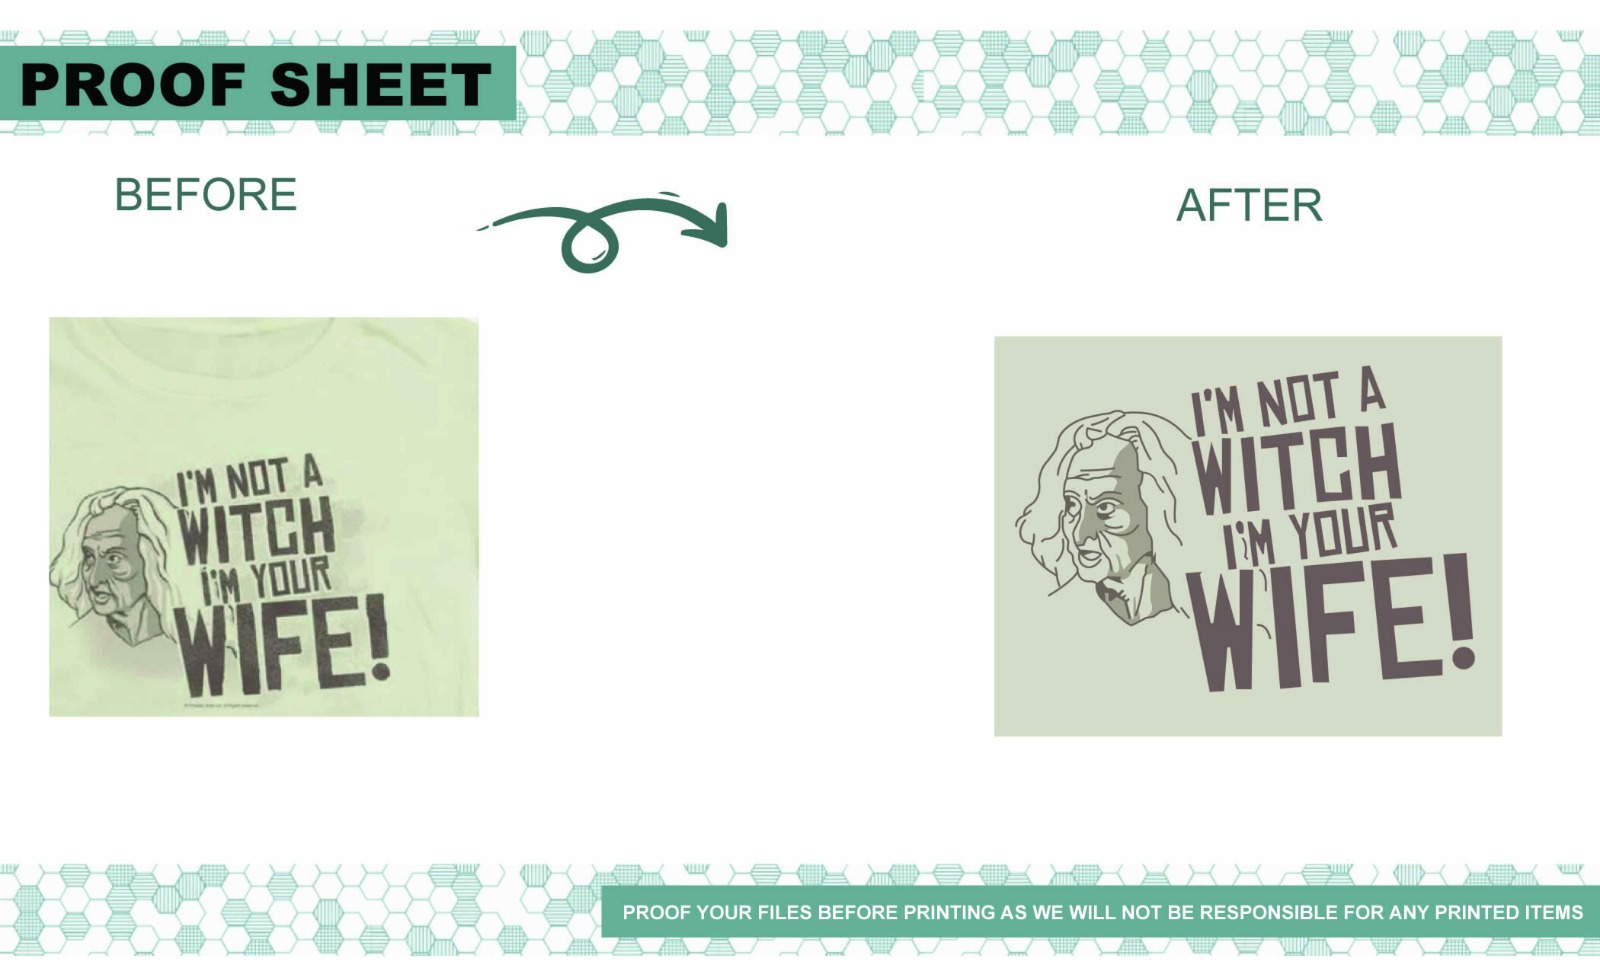 PROOF SHEET
BEFORE
AFTER
I'M NOT A
WITCH
I'M YOUR
WIFE!
I'M NOT A
WITCH
I'M YOUR
WIFE!
PROOF YOUR FILES BEFORE PRINTING AS WE WILL NOT BE RESPONSIBLE FOR ANY PRINTED ITEMS